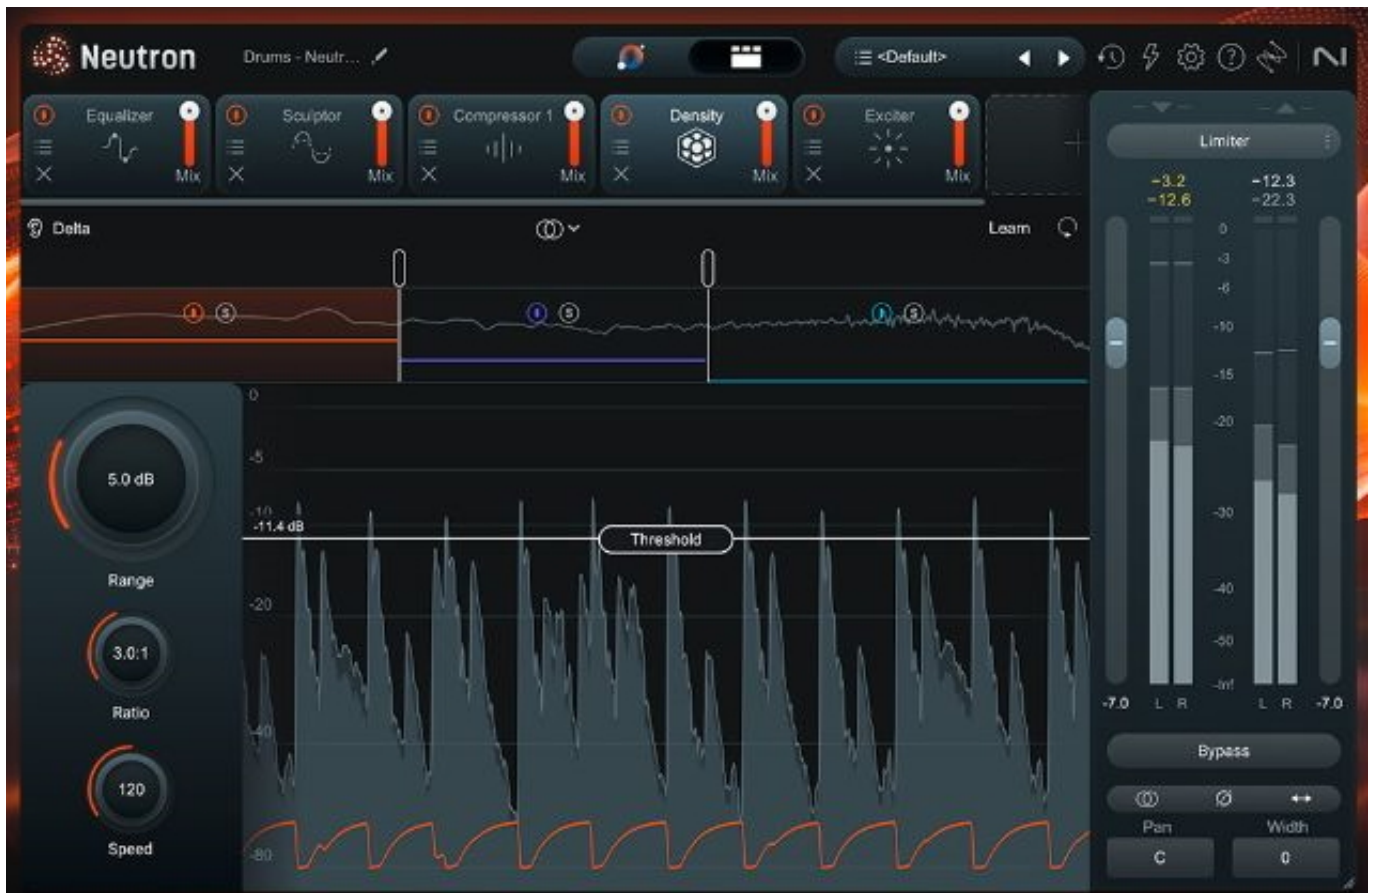 Neutron
Drums - Neutr...
<Default>
Equalizer
Mix
Sculptor
Mix
Compressor 1
Mix
Density
Mix
Exciter
Mix
Limiter
-3.2
-12.6
-12.3
-22.3
Delta
Learn
S
S
S
0
-3
-6
-10
-15
-20
-30
-40
-50
-Inf
-7.0
L R
L R
-7.0
5.0 dB
Range
3.0:1
Ratio
120
Speed
0
-5
-10
-11.4 dB
Threshold
-20
-40
-80
Bypass
Pan
Width
C
0